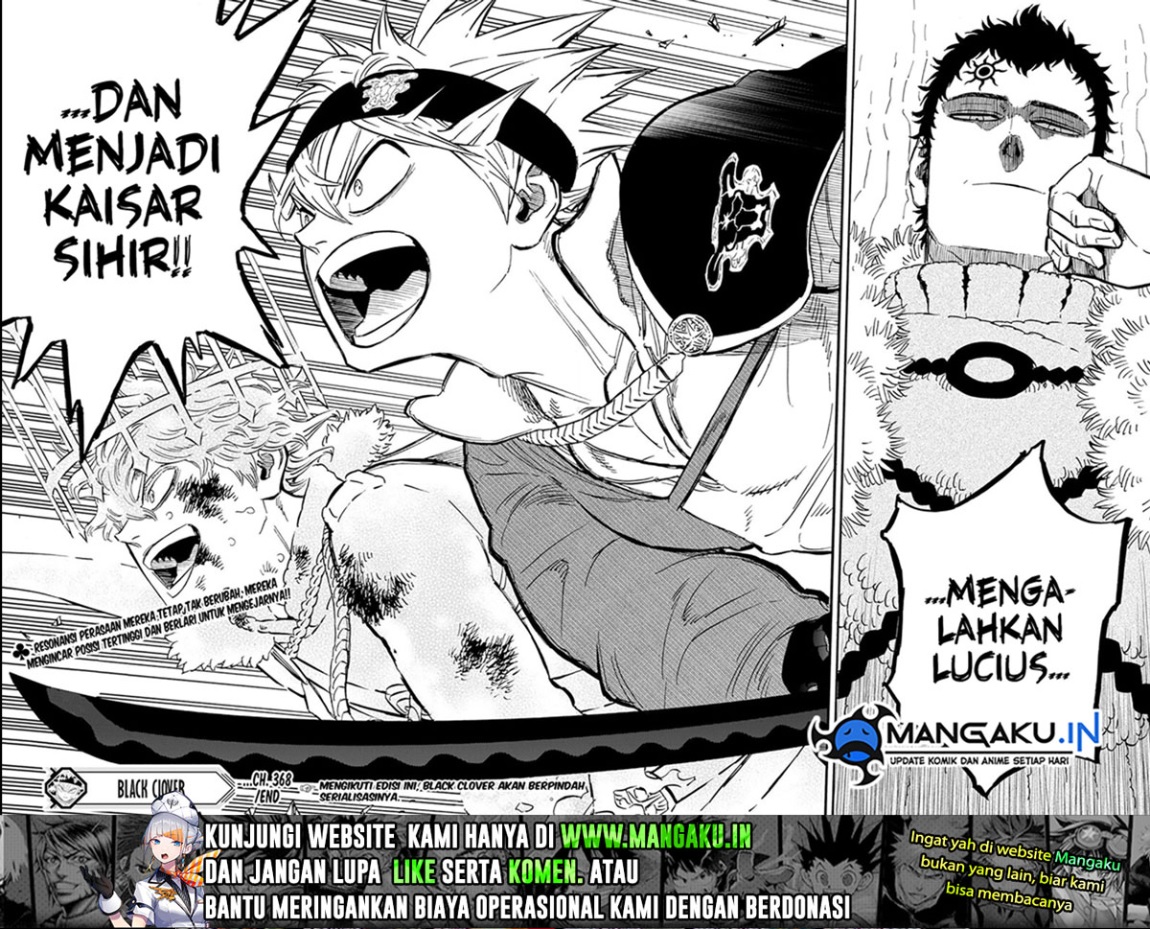 ...MENGA-
LAHKAN
LUCIUS...
...DAN
MENJADI
KAISAR
SIHIR!!
RESONANSI PERASAAN MEREKA TETAP TAK BERUBAH, MEREKA
MENGINCAR POSISI TERTINGGI DAN BERLARI UNTUK MENGEJARNYA!!
MANGAKU.IN
UPDATE KOMIK DAN ANIME SETIAP HARI
BLACK CLOVER
...CH. 368
/END
MENGIKUTI EDISI INI, BLACK CLOVER AKAN BERPINDAH
SERIALISASINYA.
KUNJUNGI WEBSITE KAMI HANYA DI WWW.MANGAKU.IN
DAN JANGAN LUPA LIKE SERTA KOMEN. ATAU
BANTU MERINGANKAN BIAYA OPERASIONAL KAMI DENGAN BERDONASI
Ingat yah di website Mangaku
bukan yang lain, biar kami
bisa membacanya